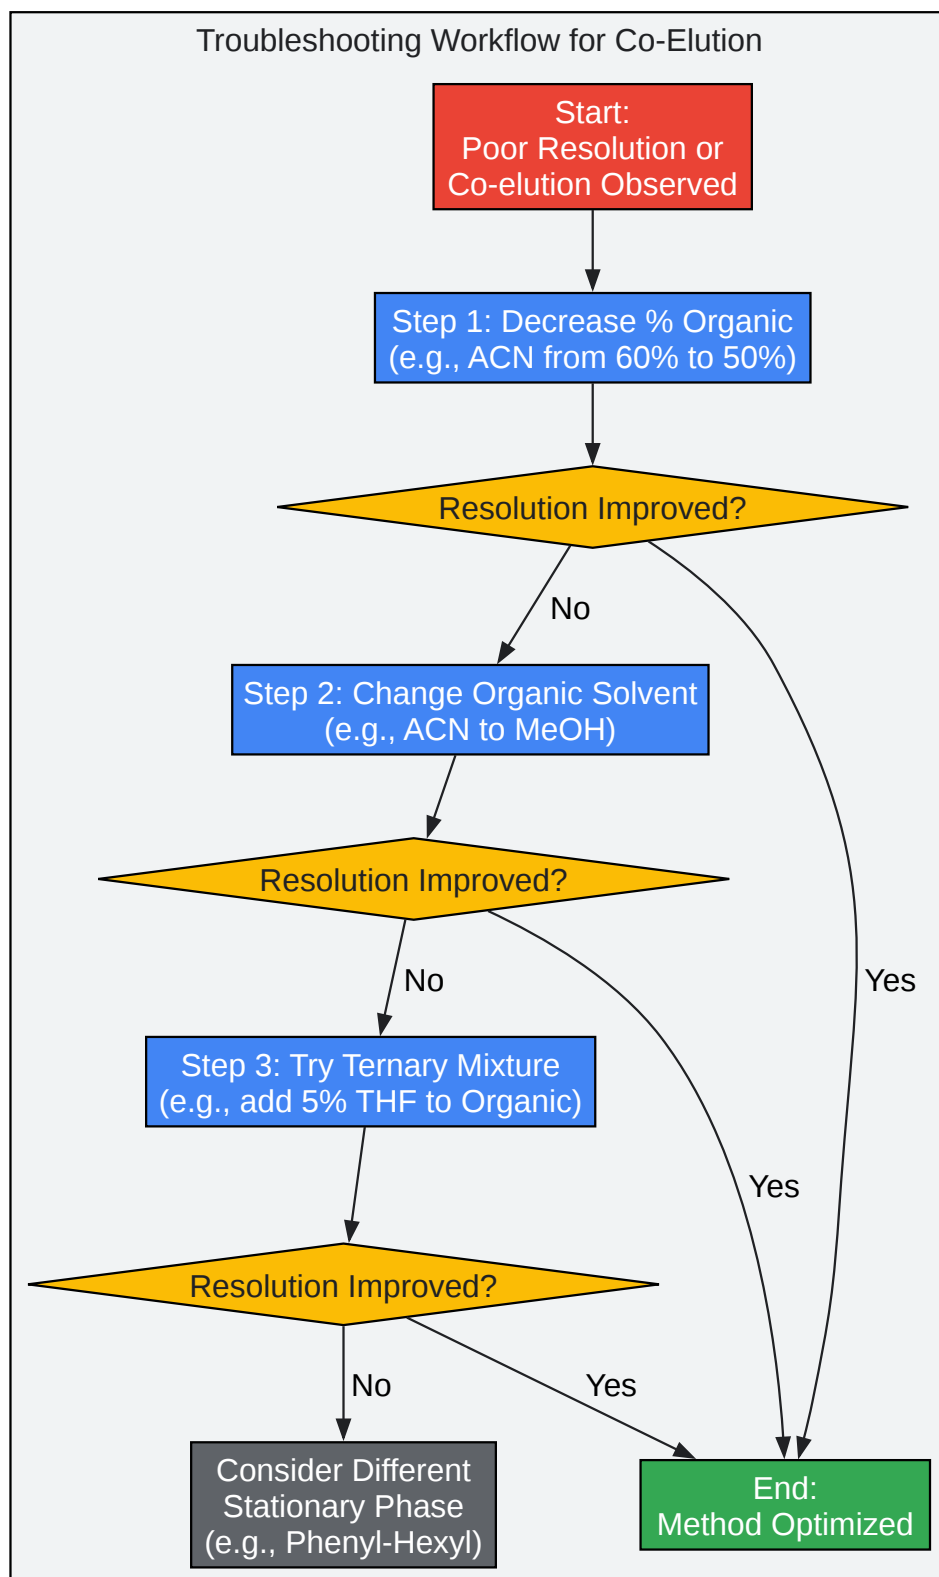 Troubleshooting Workflow for Co-Elution
Start:
Poor Resolution or
Co-elution Observed
Step 1: Decrease % Organic
(e.g., ACN from 60% to 50%)
Resolution Improved?
No
Step 2: Change Organic Solvent
(e.g., ACN to MeOH)
Resolution Improved?
No
Yes
Step 3: Try Ternary Mixture
(e.g., add 5% THF to Organic)
Yes
Resolution Improved?
No
Yes
Consider Different
Stationary Phase
(e.g., Phenyl-Hexyl)
End:
Method Optimized